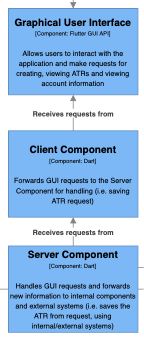 Graphical User Interface
[Component: Flutter GUI API]
Allows users to interact with the
application and make requests for
creating, viewing ATRs and viewing
account information
Receives requests from
Client Component
[Component: Dart]
Forwards GUI requests to the Server
Component for handling (i.e. saving
ATR request)
Receives requests from
Server Component
[Component: Dart]
Handles GUI requests and forwards
new information to internal components
and external systems (i.e. saves the
ATR from request, using
internal/external systems)